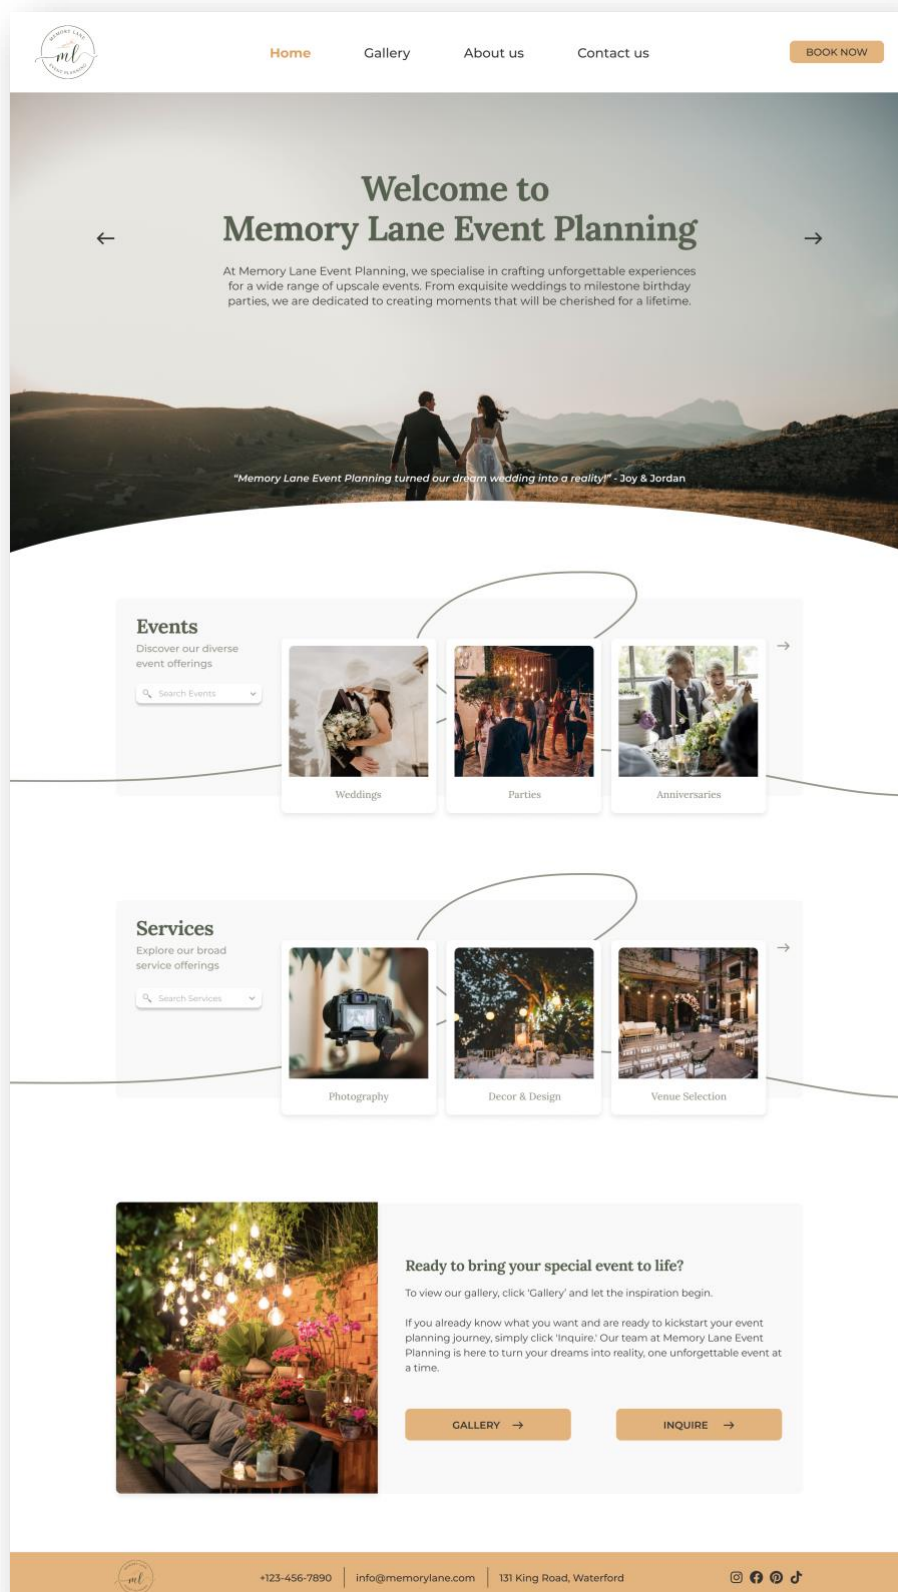 MEMORY LANE
ml
EVENT PLANNING
Home
Gallery
About us
Contact us
BOOK NOW
Welcome to
Memory Lane Event Planning
At Memory Lane Event Planning, we specialise in crafting unforgettable experiences
for a wide range of upscale events. From exquisite weddings to milestone birthday
parties, we are dedicated to creating moments that will be cherished for a lifetime.
“Memory Lane Event Planning turned our dream wedding into a reality!” - Joy & Jordan
Events
Discover our diverse
event offerings
Search Events
Weddings
Parties
Anniversaries
Services
Explore our broad
service offerings
Search Services
Photography
Decor & Design
Venue Selection
Ready to bring your special event to life?
To view our gallery, click 'Gallery' and let the inspiration begin.
If you already know what you want and are ready to kickstart your event
planning journey, simply click 'Inquire.' Our team at Memory Lane Event
Planning is here to turn your dreams into reality, one unforgettable event at
a time.
GALLERY
INQUIRE
ml
+123-456-7890
info@memorylane.com
131 King Road, Waterford